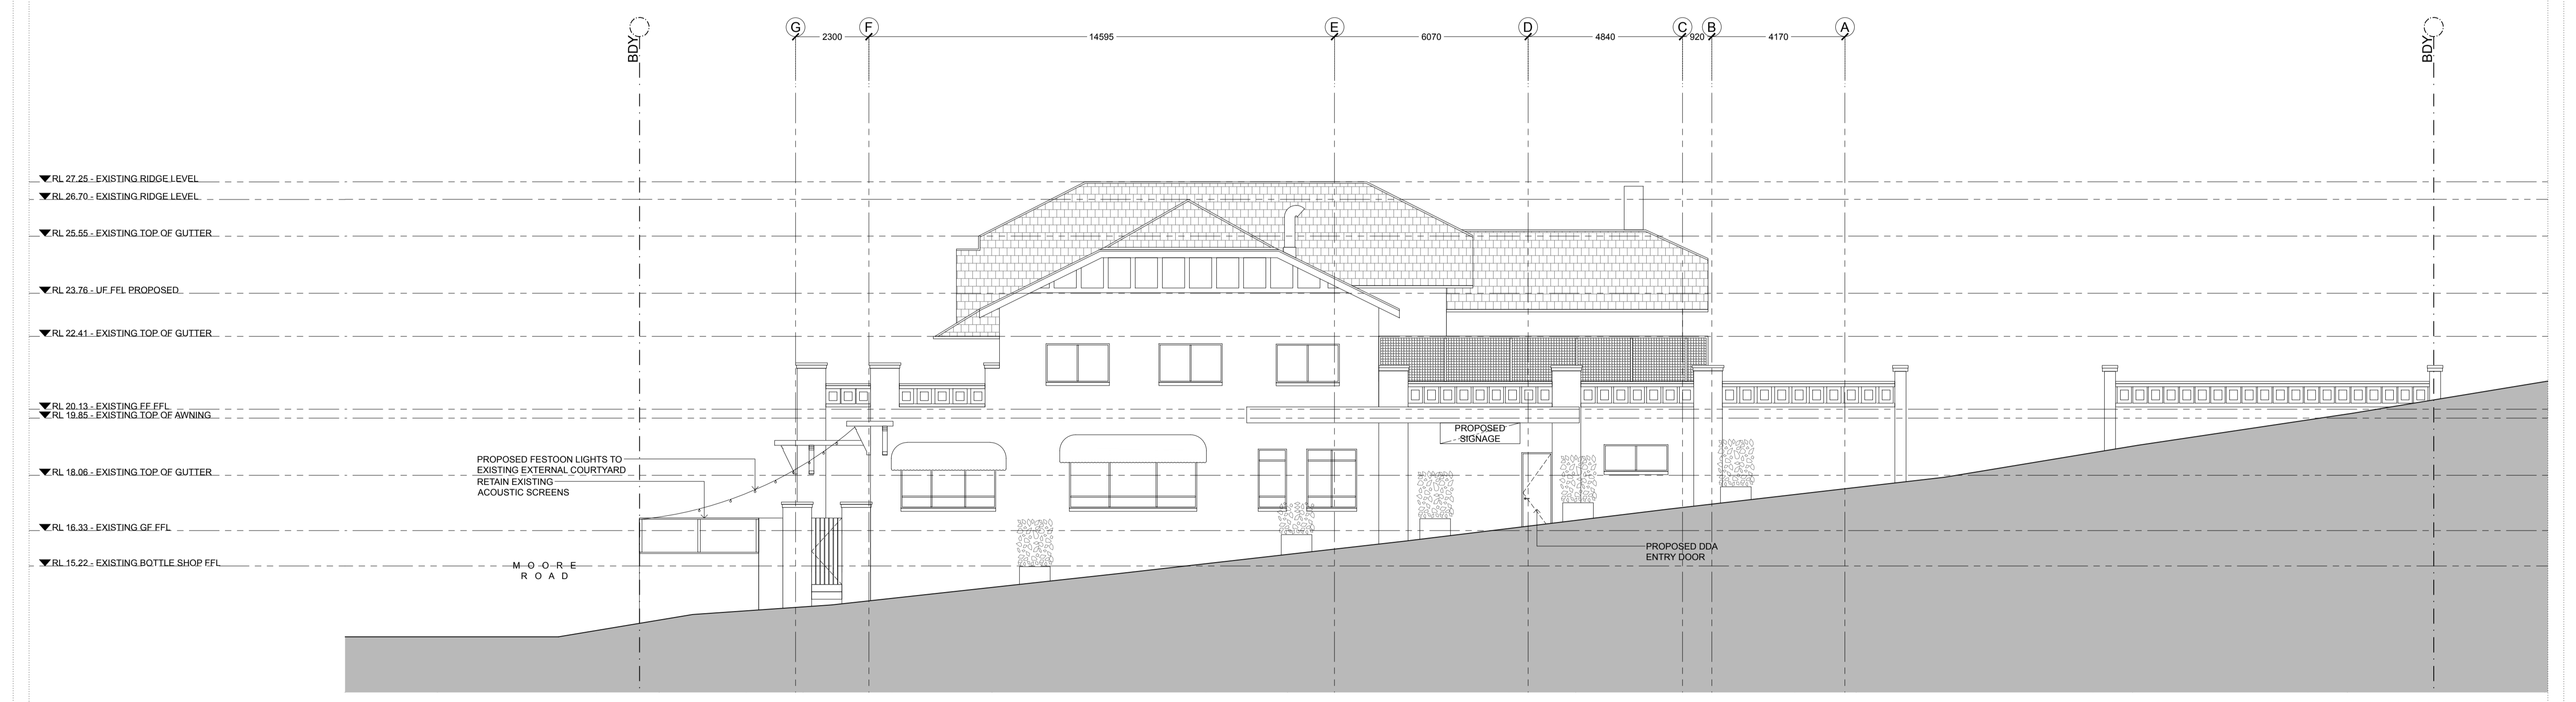 BDY
G
F
E
D
C
B
A
BDY
2300
14595
6070
4840
920
4170
RL 27.25 - EXISTING RIDGE LEVEL
RL 26.70 - EXISTING RIDGE LEVEL
RL 25.55 - EXISTING TOP OF GUTTER
RL 23.76 - UF FFL PROPOSED
RL 22.41 - EXISTING TOP OF GUTTER
RL 20.13 - EXISTING FF FFL
RL 19.85 - EXISTING TOP OF AWNING
RL 18.06 - EXISTING TOP OF GUTTER
RL 16.33 - EXISTING GF FFL
RL 15.22 - EXISTING BOTTLE SHOP FFL
PROPOSED FESTOON LIGHTS TO
EXISTING EXTERNAL COURTYARD
RETAIN EXISTING
ACOUSTIC SCREENS
MOORE
ROAD
PROPOSED
SIGNAGE
PROPOSED DDA
ENTRY DOOR